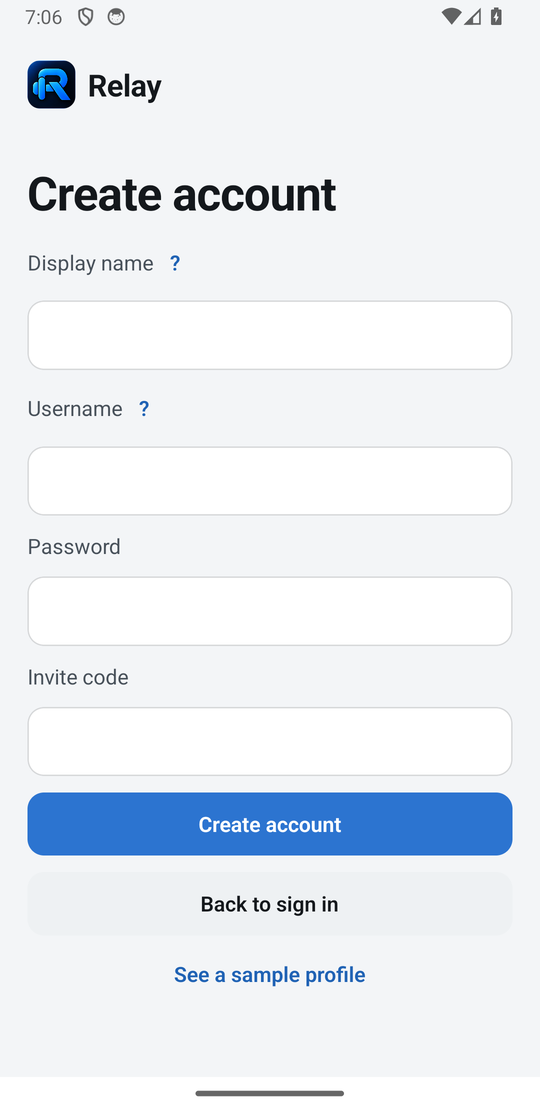 7:06
Relay
Create account
Display name ?
Username ?
Password
Invite code
Create account
Back to sign in
See a sample profile